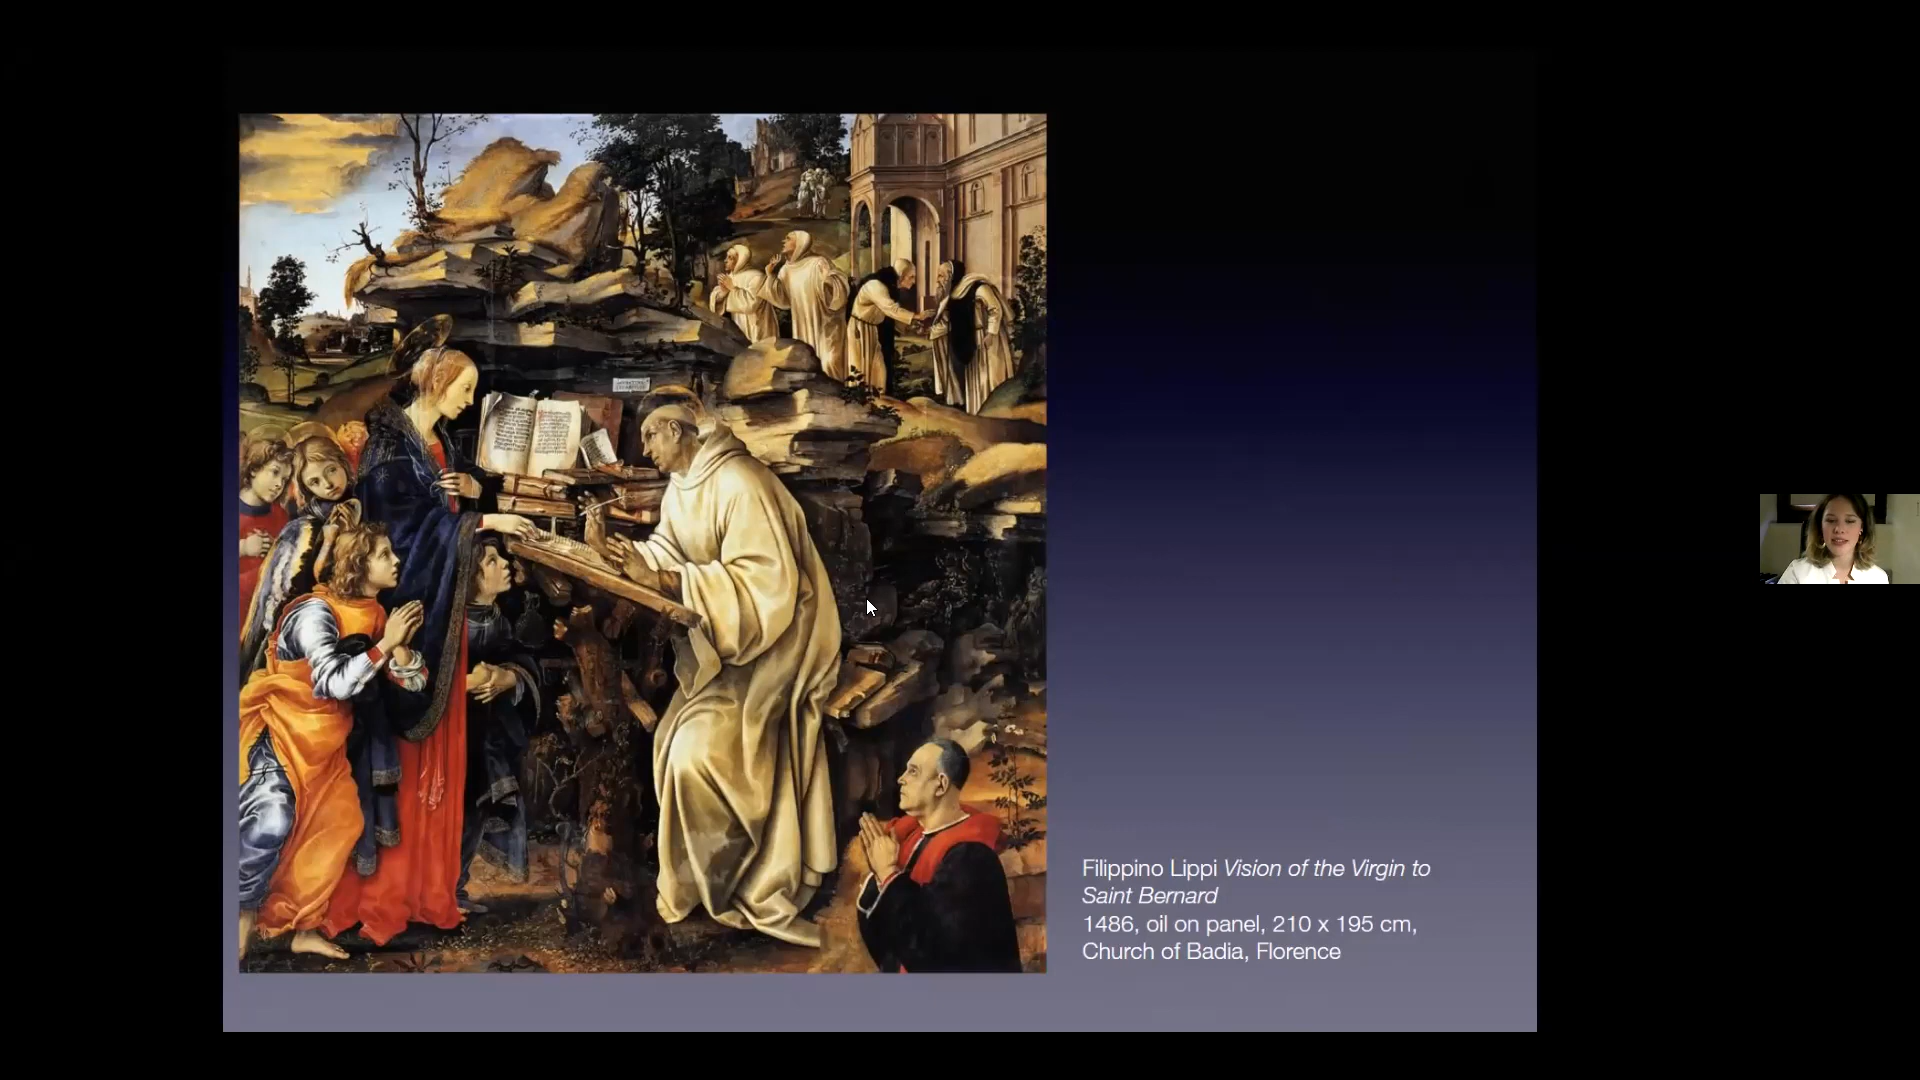 Filippino Lippi Vision of the Virgin to
Saint Bernard
1486, oil on panel, 210 x 195 cm,
Church of Badia, Florence